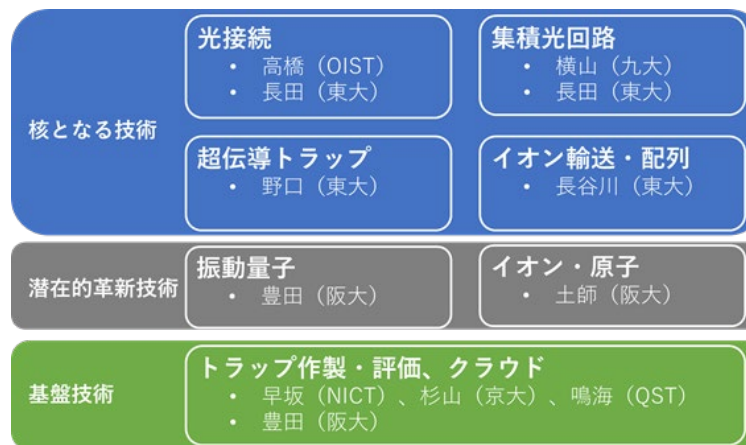 核となる技術
光接続
• 高橋（OIST）
• 長田（東大）
集積光回路
• 横山（九大）
• 長田（東大）
超伝導トラップ
• 野口（東大）
イオン輸送・配列
• 長谷川（東大）
潜在的革新技術
振動量子
• 豊田（阪大）
イオン・原子
• 土師（阪大）
基盤技術
トラップ作製・評価、クラウド
• 早坂（NICT）、杉山（京大）、鳴海（QST）
• 豊田（阪大）